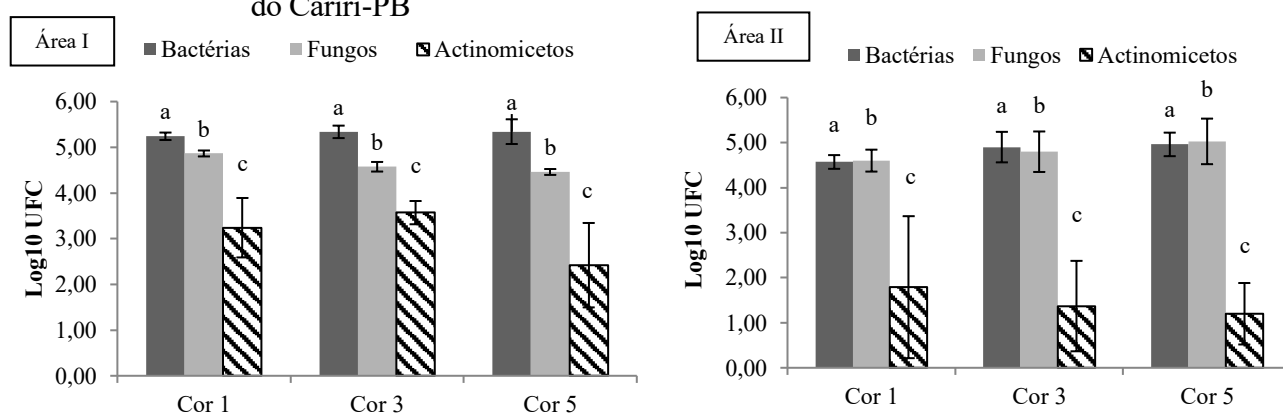 do Cariri-PB
Área I
Bactérias Fungos Actinomicetos
Log10 UFC
6,00
5,00
4,00
3,00
2,00
1,00
0,00
a b c
a b c
a b c
Cor 1 Cor 3 Cor 5
Área II
Bactérias Fungos Actinomicetos
Log10 UFC
6,00
5,00
4,00
3,00
2,00
1,00
0,00
a b c
a b c
a b c
Cor 1 Cor 3 Cor 5